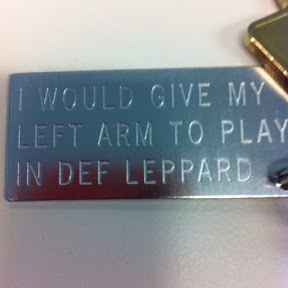 I WOULD GIVE MY
LEFT ARM TO PLAY
IN DEF LEPPARD